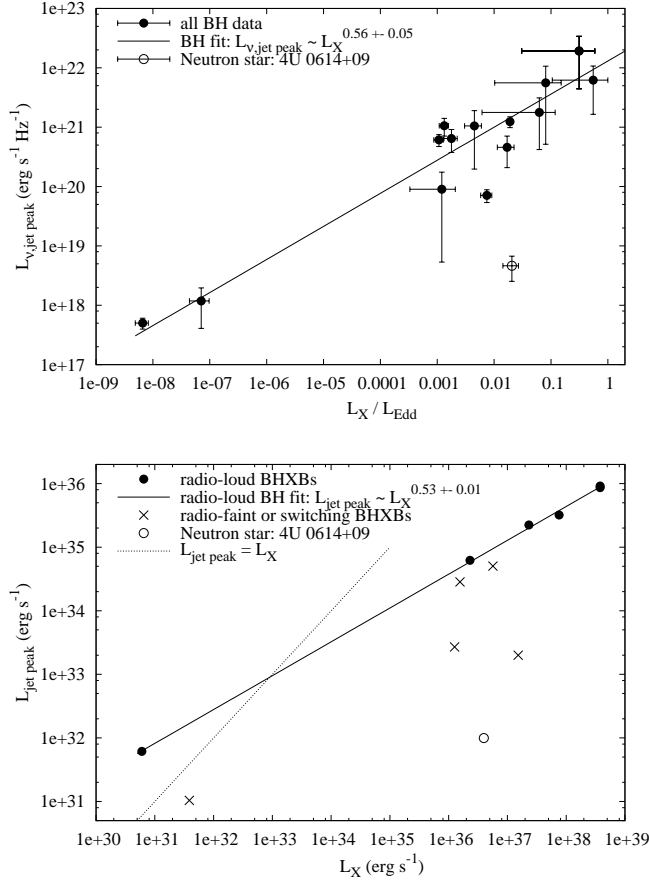 1e+23
1e+22
1e+21
1e+20
1e+19
1e+18
1e+17
L_ν,jet peak (erg s^-1 Hz^-1)
all BH data
BH fit: L_ν,jet peak ~ L_X^0.56 +- 0.05
Neutron star: 4U 0614+09
1e-09 1e-08 1e-07 1e-06 1e-05 0.0001 0.001 0.01 0.1 1
L_X / L_Edd
1e+36
1e+35
1e+34
1e+33
1e+32
1e+31
L_jet peak (erg s^-1)
radio-loud BHXBs
radio-loud BH fit: L_jet peak ~ L_X^0.53 +- 0.01
radio-faint or switching BHXBs
Neutron star: 4U 0614+09
L_jet peak = L_X
1e+30 1e+31 1e+32 1e+33 1e+34 1e+35 1e+36 1e+37 1e+38 1e+39
L_X (erg s^-1)